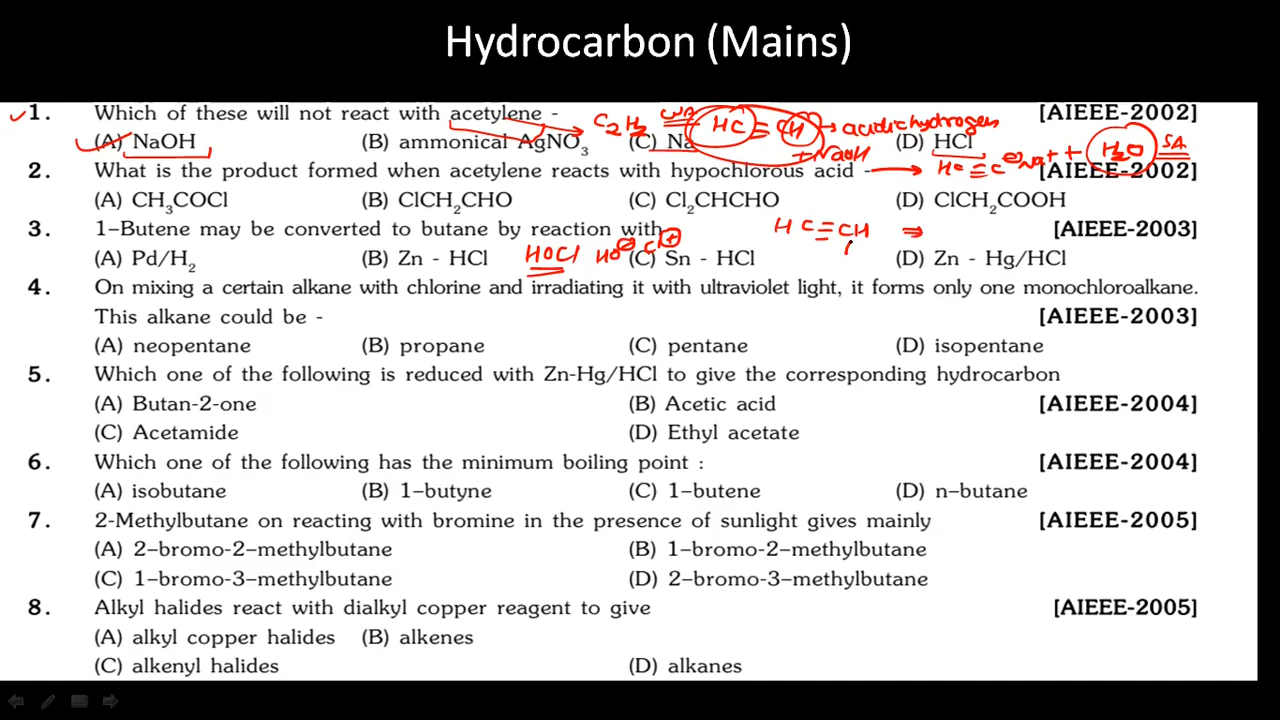 Hydrocarbon (Mains)
✓1. Which of these will not react with acetylene - [AIEEE-2002]
C₂H₂ WA HC≡CH → acidic hydrogen
(A) NaOH (B) ammonical AgNO₃ (C) Na (D) HCl
+ NaOH HC≡C⊖Na⁺ + H₂O SA
2. What is the product formed when acetylene reacts with hypochlorous acid - [AIEEE-2002]
(A) CH₃COCl (B) ClCH₂CHO (C) Cl₂CHCHO (D) ClCH₂COOH
3. 1–Butene may be converted to butane by reaction with HC≡CH ⇒ [AIEEE-2003]
(A) Pd/H₂ (B) Zn - HCl HOCl HO⊖ Cl⊕ (C) Sn - HCl (D) Zn - Hg/HCl
4. On mixing a certain alkane with chlorine and irradiating it with ultraviolet light, it forms only one monochloroalkane.
This alkane could be - [AIEEE-2003]
(A) neopentane (B) propane (C) pentane (D) isopentane
5. Which one of the following is reduced with Zn-Hg/HCl to give the corresponding hydrocarbon
(A) Butan-2-one (B) Acetic acid [AIEEE-2004]
(C) Acetamide (D) Ethyl acetate
6. Which one of the following has the minimum boiling point : [AIEEE-2004]
(A) isobutane (B) 1–butyne (C) 1–butene (D) n–butane
7. 2-Methylbutane on reacting with bromine in the presence of sunlight gives mainly [AIEEE-2005]
(A) 2–bromo-2–methylbutane (B) 1–bromo-2–methylbutane
(C) 1–bromo-3–methylbutane (D) 2–bromo-3–methylbutane
8. Alkyl halides react with dialkyl copper reagent to give [AIEEE-2005]
(A) alkyl copper halides (B) alkenes
(C) alkenyl halides (D) alkanes